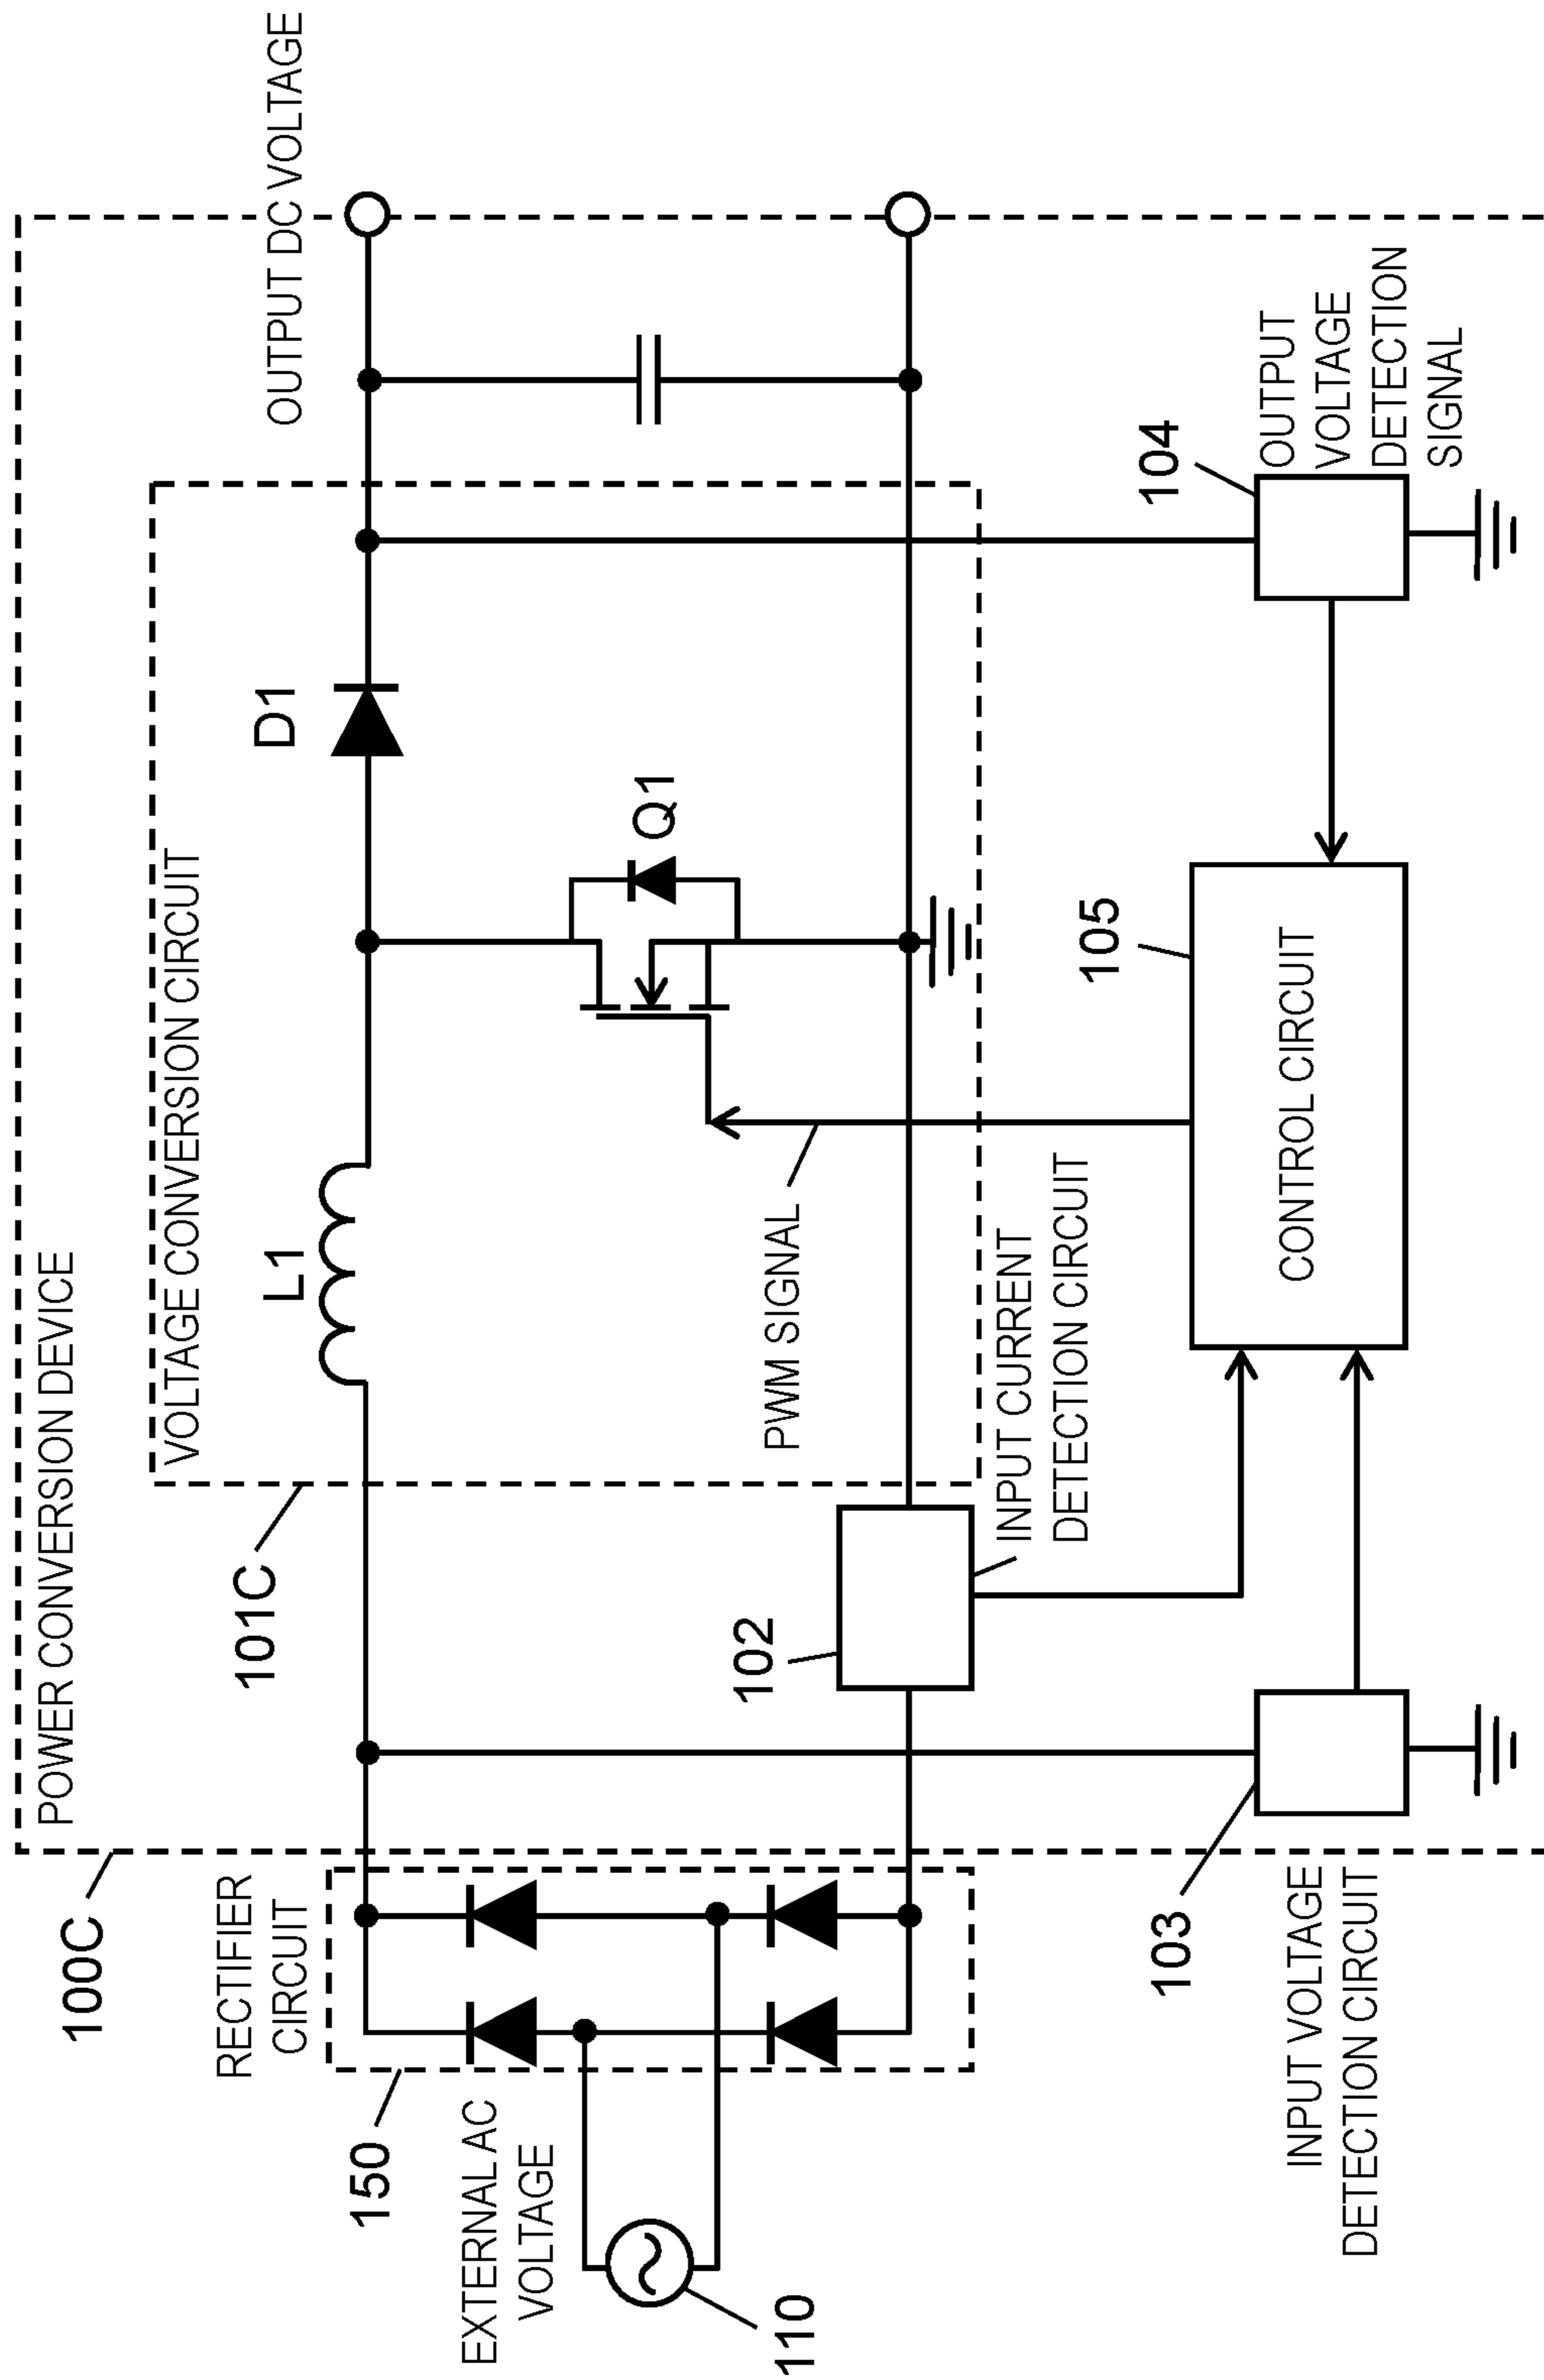 100C
POWER CONVERSION DEVICE
OUTPUT DC VOLTAGE
101C
VOLTAGE CONVERSION CIRCUIT
RECTIFIER
CIRCUIT
150
L1
D1
EXTERNAL AC
VOLTAGE
110
Q1
102
PWM SIGNAL
INPUT CURRENT
DETECTION CIRCUIT
103
INPUT VOLTAGE
DETECTION CIRCUIT
105
CONTROL CIRCUIT
104
OUTPUT
VOLTAGE
DETECTION
SIGNAL